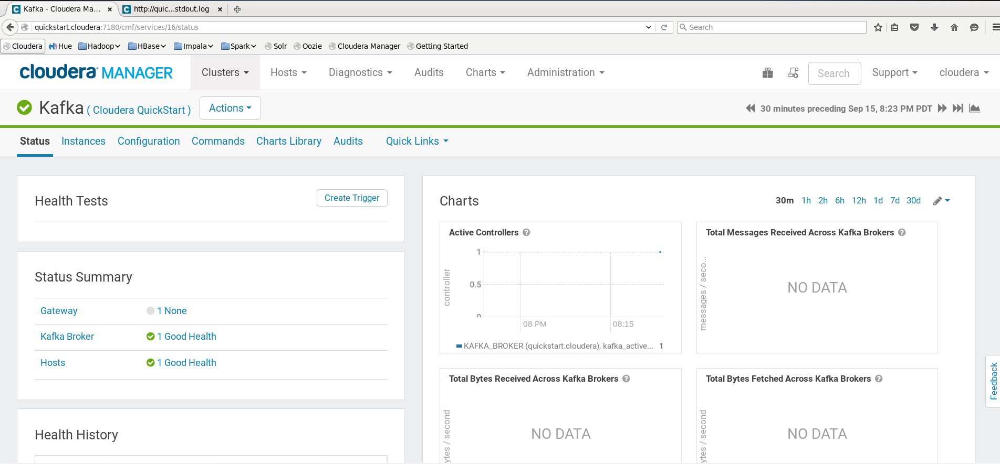 Kafka - Cloudera Ma...
http://quic...stdout.log
quickstart.cloudera:7180/cmf/services/16/status
Search
Cloudera Hue Hadoop HBase Impala Spark Solr Oozie Cloudera Manager Getting Started
cloudera MANAGER
Clusters Hosts Diagnostics Audits Charts Administration
Search
Support cloudera
Kafka ( Cloudera QuickStart )
Actions
30 minutes preceding Sep 15, 8:23 PM PDT
Status Instances Configuration Commands Charts Library Audits Quick Links
Health Tests
Create Trigger
Status Summary
Gateway 1 None
Kafka Broker 1 Good Health
Hosts 1 Good Health
Health History
Charts
30m 1h 2h 6h 12h 1d 7d 30d
Active Controllers
controller
1
0.5
0
08 PM 08:15
KAFKA_BROKER (quickstart.cloudera), kafka_active... 1
Total Messages Received Across Kafka Brokers
messages / seco...
NO DATA
Total Bytes Received Across Kafka Brokers
bytes / second
NO DATA
Total Bytes Fetched Across Kafka Brokers
bytes / second
NO DATA
Feedback